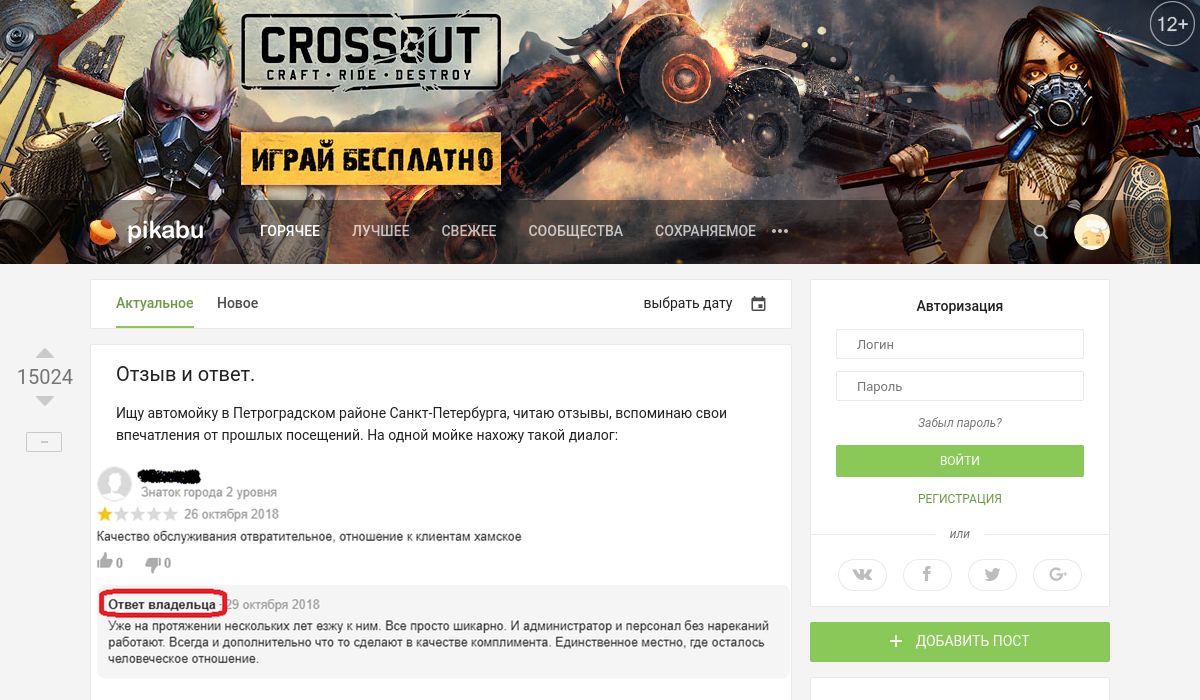 12+
CROSSOUT
CRAFT • RIDE • DESTROY
ИГРАЙ БЕСПЛАТНО
pikabu ГОРЯЧЕЕ ЛУЧШЕЕ СВЕЖЕЕ СООБЩЕСТВА СОХРАНЯЕМОЕ •••
Актуальное Новое выбрать дату
15024
Отзыв и ответ.
Ищу автомойку в Петроградском районе Санкт-Петербурга, читаю отзывы, вспоминаю свои
впечатления от прошлых посещений. На одной мойке нахожу такой диалог:
Знаток города 2 уровня
26 октября 2018
Качество обслуживания отвратительное, отношение к клиентам хамское
0 0
Ответ владельца · 29 октября 2018
Уже на протяжении нескольких лет езжу к ним. Все просто шикарно. И администратор и персонал без нареканий
работают. Всегда и дополнительно что то сделают в качестве комплимента. Единственное местно, где осталось
человеческое отношение.
Авторизация
Логин
Пароль
Забыл пароль?
ВОЙТИ
РЕГИСТРАЦИЯ
или
+ ДОБАВИТЬ ПОСТ